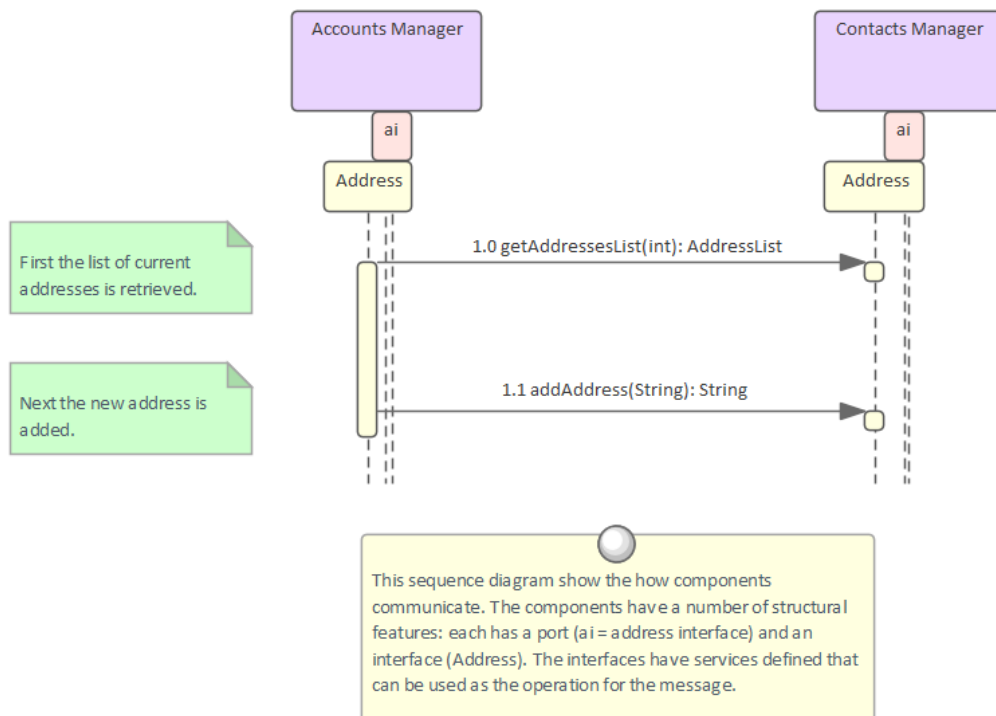 Accounts Manager
Contacts Manager
ai
ai
Address
Address
First the list of current
addresses is retrieved.
1.0 getAddressesList(int): AddressList
Next the new address is
added.
1.1 addAddress(String): String
This sequence diagram show the how components
communicate. The components have a number of structural
features: each has a port (ai = address interface) and an
interface (Address). The interfaces have services defined that
can be used as the operation for the message.